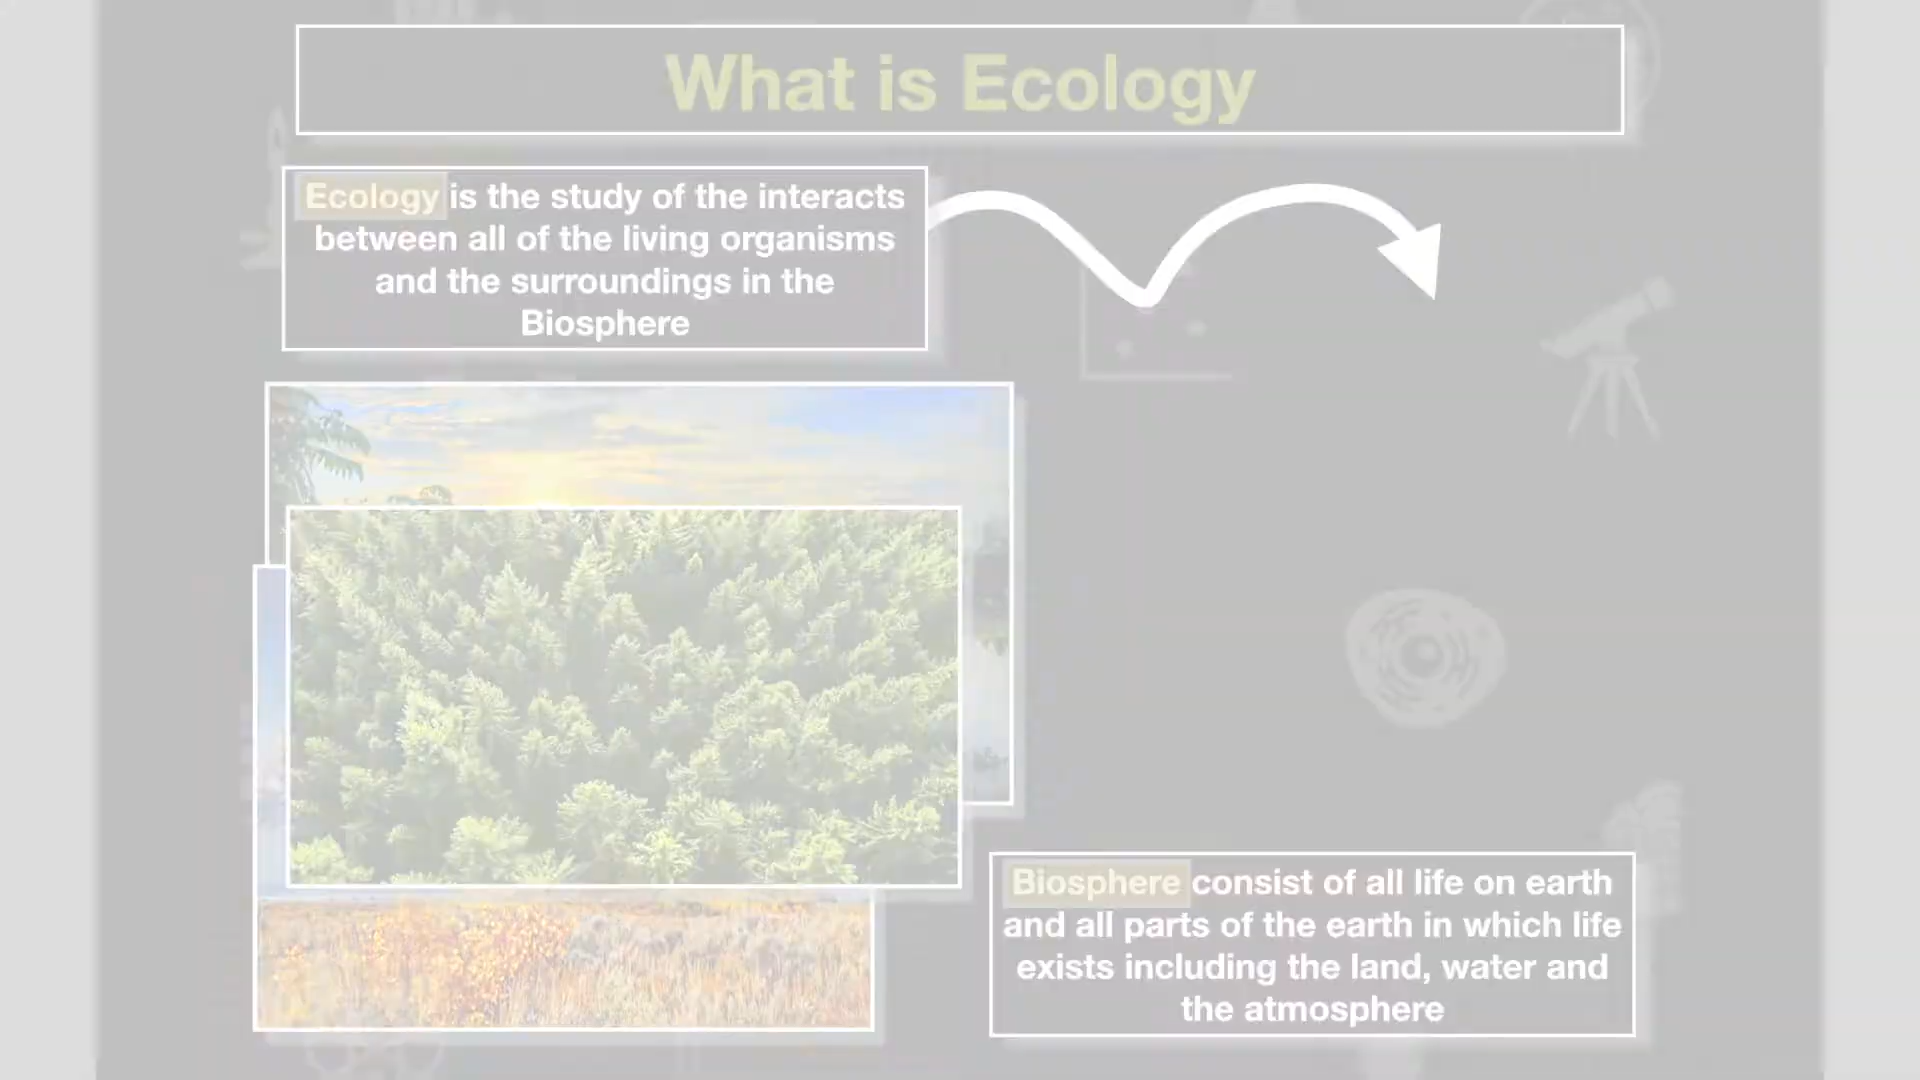 What is Ecology
Ecology is the study of the interacts
between all of the living organisms
and the surroundings in the
Biosphere
Biosphere consist of all life on earth
and all parts of the earth in which life
exists including the land, water and
the atmosphere